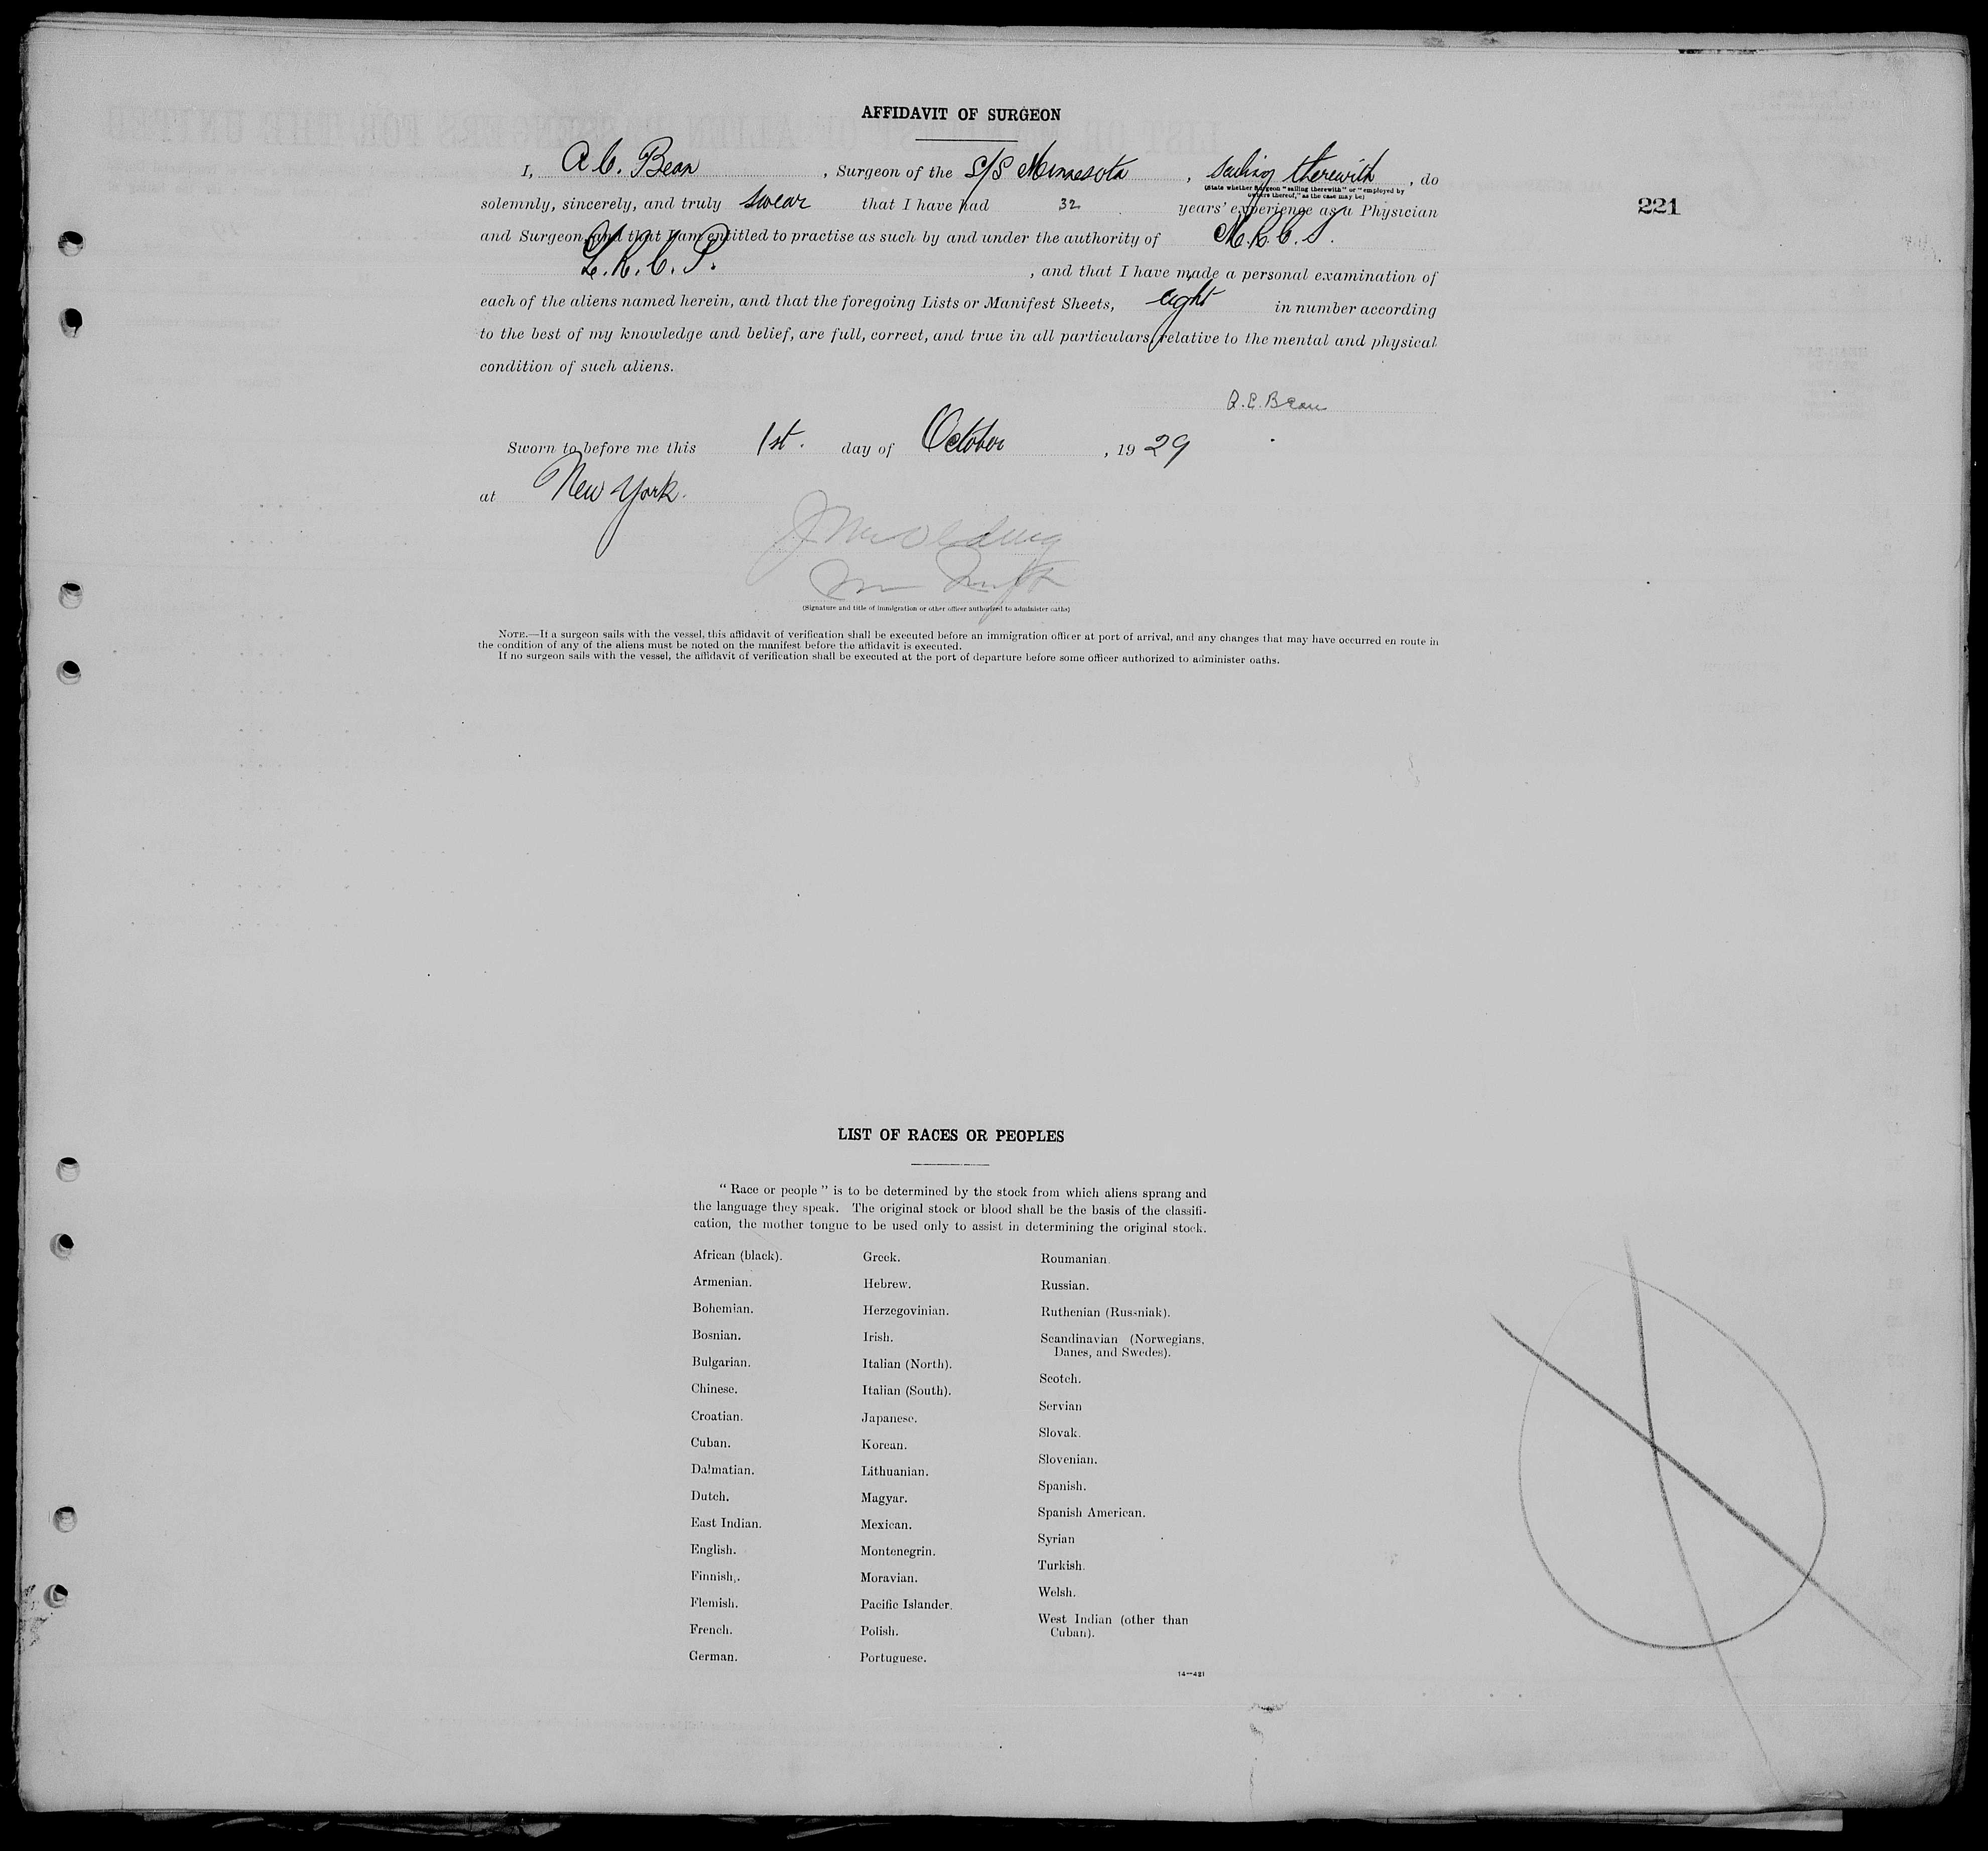 AFFIDAVIT OF SURGEON
I, A.C. Bean, Surgeon of the S/S Minnesota, sailing therewith, do
(State whether Surgeon "sailing therewith" or "employed by
owners thereof," as the case may be)
solemnly, sincerely, and truly swear that I have had 32 years' experience as a Physician
221
and Surgeon, and that I am entitled to practise as such by and under the authority of M.R.C.S.
L.R.C.P., and that I have made a personal examination of
each of the aliens named herein, and that the foregoing Lists or Manifest Sheets, eight in number according
to the best of my knowledge and belief, are full, correct, and true in all particulars, relative to the mental and physical
condition of such aliens.
A.C. Bean
Sworn to before me this 1st. day of October, 1929
at New York.
(Signature and title of immigration or other officer authorized to administer oaths)
NOTE.—If a surgeon sails with the vessel, this affidavit of verification shall be executed before an immigration officer at port of arrival, and any changes that may have occurred en route in
the condition of any of the aliens must be noted on the manifest before the affidavit is executed.
If no surgeon sails with the vessel, the affidavit of verification shall be executed at the port of departure before some officer authorized to administer oaths.
LIST OF RACES OR PEOPLES
"Race or people" is to be determined by the stock from which aliens sprang and
the language they speak. The original stock or blood shall be the basis of the classifi-
cation, the mother tongue to be used only to assist in determining the original stock.
African (black).
Armenian.
Bohemian.
Bosnian.
Bulgarian.
Chinese.
Croatian.
Cuban.
Dalmatian.
Dutch.
East Indian.
English.
Finnish.
Flemish.
French.
German.
Greek.
Hebrew.
Herzegovinian.
Irish.
Italian (North).
Italian (South).
Japanese.
Korean.
Lithuanian.
Magyar.
Mexican.
Montenegrin.
Moravian.
Pacific Islander.
Polish.
Portuguese.
Roumanian.
Russian.
Ruthenian (Russniak).
Scandinavian (Norwegians,
Danes, and Swedes).
Scotch.
Servian
Slovak.
Slovenian.
Spanish.
Spanish American.
Syrian
Turkish.
Welsh.
West Indian (other than
Cuban).
14—421